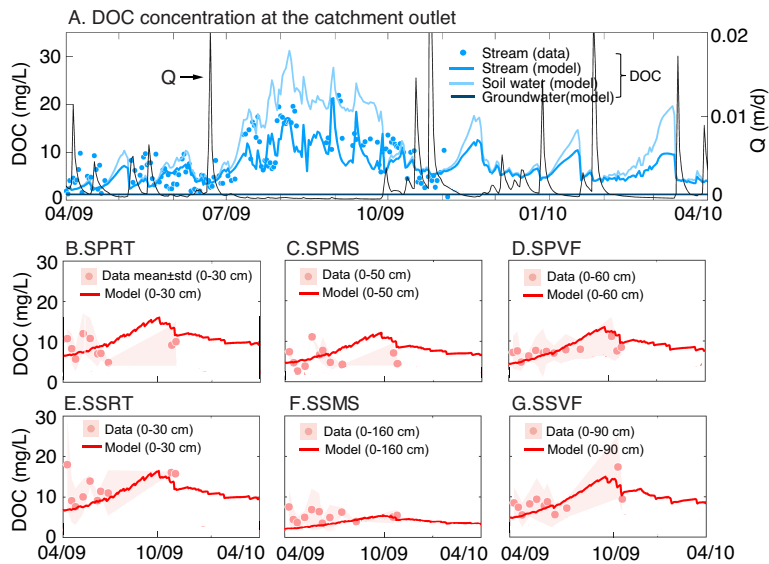 A. DOC concentration at the catchment outlet
DOC (mg/L)
30
20
10
0
Q
Stream (data)
Stream (model)
Soil water (model)
Groundwater(model)
DOC
0.02
0.01
0
Q (m/d)
04/09 07/09 10/09 01/10 04/10
B.SPRT
DOC (mg/L)
30
20
10
0
Data mean±std (0-30 cm)
Model (0-30 cm)
C.SPMS
Data (0-50 cm)
Model (0-50 cm)
D.SPVF
Data (0-60 cm)
Model (0-60 cm)
E.SSRT
DOC (mg/L)
30
20
10
0
Data (0-30 cm)
Model (0-30 cm)
04/09 10/09 04/10
F.SSMS
Data (0-160 cm)
Model (0-160 cm)
04/09 10/09 04/10
G.SSVF
Data (0-90 cm)
Model (0-90 cm)
04/09 10/09 04/10